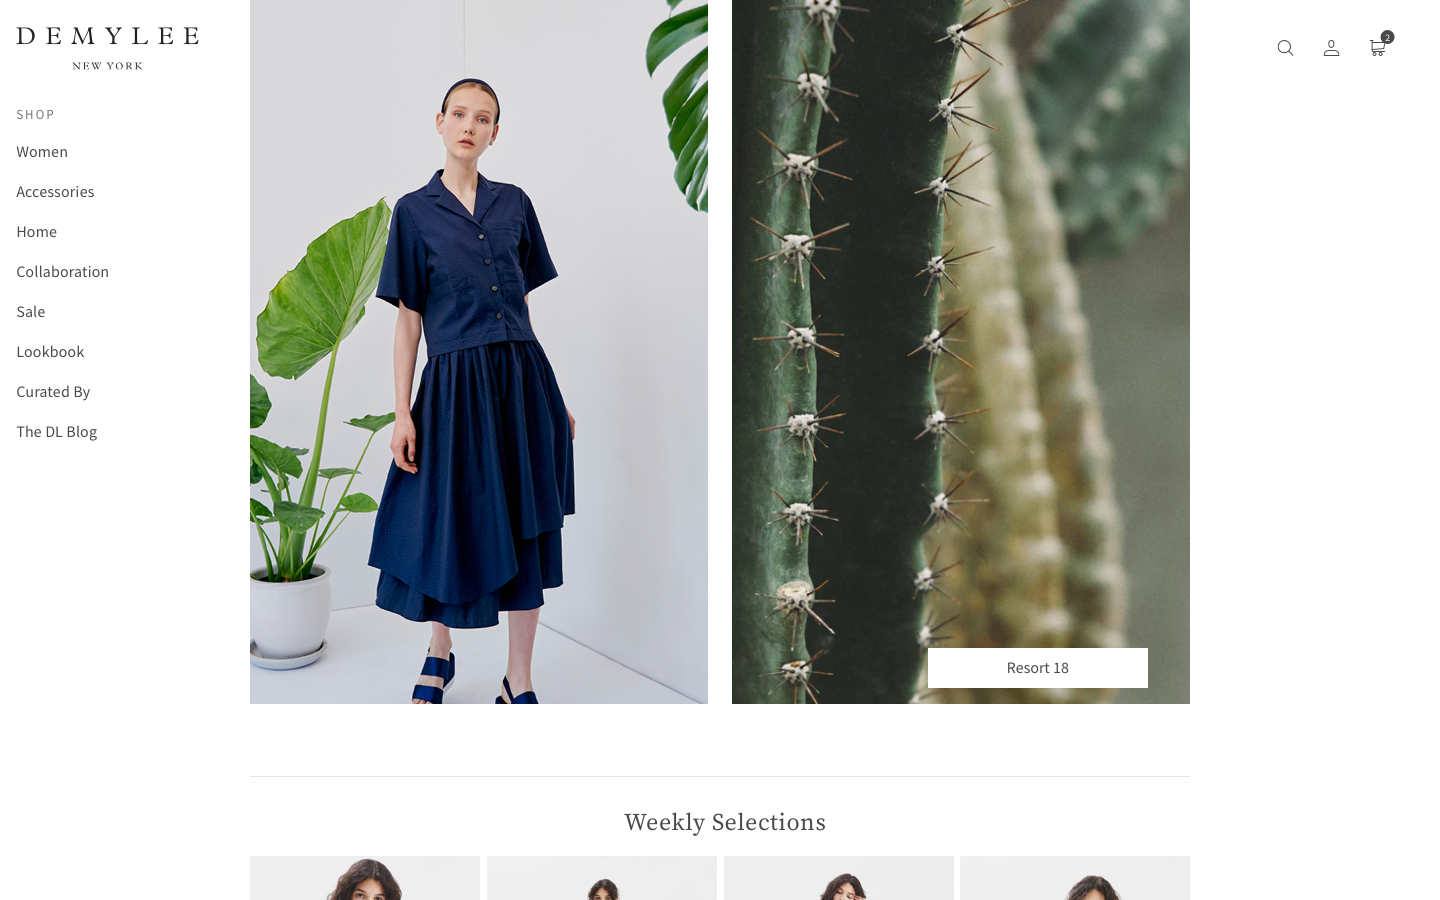 DEMYLEE
NEW YORK
2
SHOP
Women
Accessories
Home
Collaboration
Sale
Lookbook
Curated By
The DL Blog
Resort 18
Weekly Selections